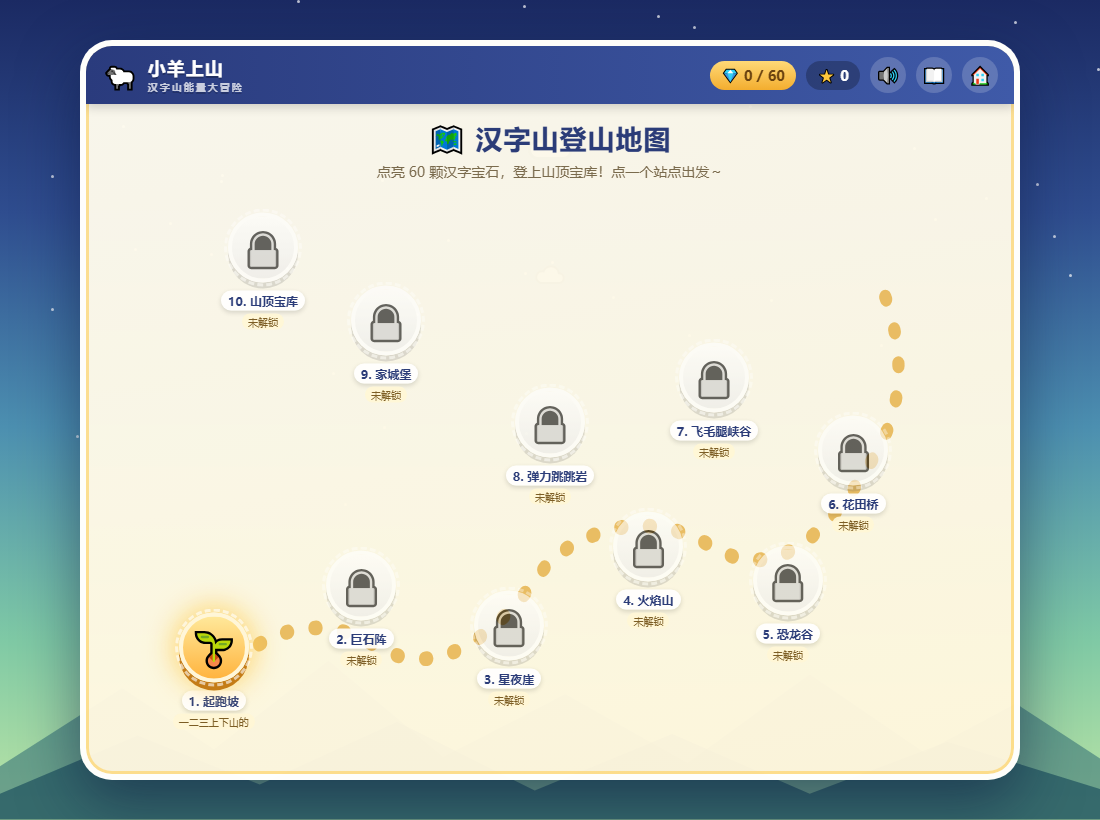 小羊上山
汉字山能量大冒险
0 / 60
0
汉字山登山地图
点亮 60 颗汉字宝石，登上山顶宝库！点一个站点出发～
10. 山顶宝库
未解锁
9. 家城堡
未解锁
7. 飞毛腿峡谷
未解锁
8. 弹力跳跳岩
未解锁
6. 花田桥
未解锁
4. 火焰山
未解锁
5. 恐龙谷
未解锁
2. 巨石阵
未解锁
3. 星夜崖
未解锁
1. 起跑坡
一二三上下山的